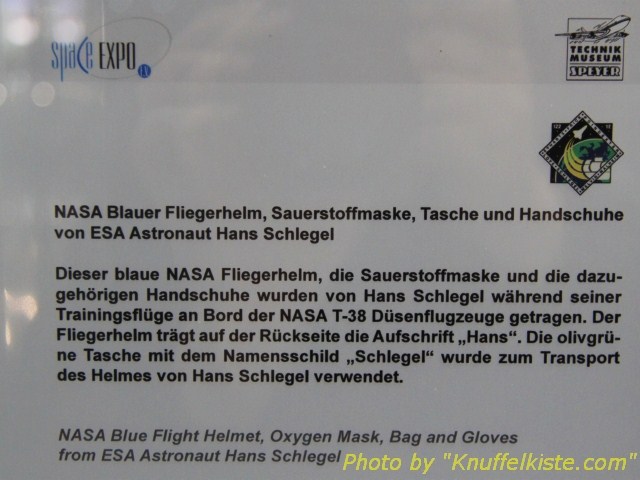 space EXPO
TECHNIK
MUSEUM
SPEYER
NASA Blauer Fliegerhelm, Sauerstoffmaske, Tasche und Handschuhe
von ESA Astronaut Hans Schlegel
Dieser blaue NASA Fliegerhelm, die Sauerstoffmaske und die dazu-
gehörigen Handschuhe wurden von Hans Schlegel während seiner
Trainingsflüge an Bord der NASA T-38 Düsenflugzeuge getragen. Der
Fliegerhelm trägt auf der Rückseite die Aufschrift „Hans“. Die olivgrü-
ne Tasche mit dem Namensschild „Schlegel“ wurde zum Transport
des Helmes von Hans Schlegel verwendet.
NASA Blue Flight Helmet, Oxygen Mask, Bag and Gloves
from ESA Astronaut Hans Schlegel
Photo by "Knuffelkiste.com"